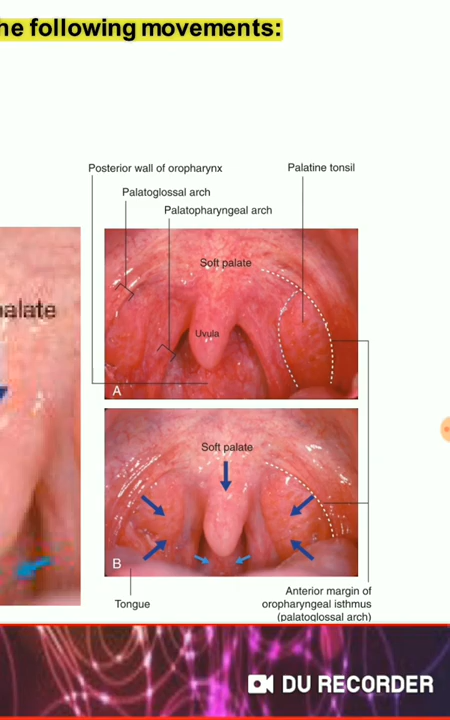 he following movements:
Posterior wall of oropharynx
Palatine tonsil
Palatoglossal arch
Palatopharyngeal arch
Soft palate
alate
Uvula
A
Soft palate
B
Tongue
Anterior margin of
oropharyngeal isthmus
(palatoglossal arch)
DU RECORDER